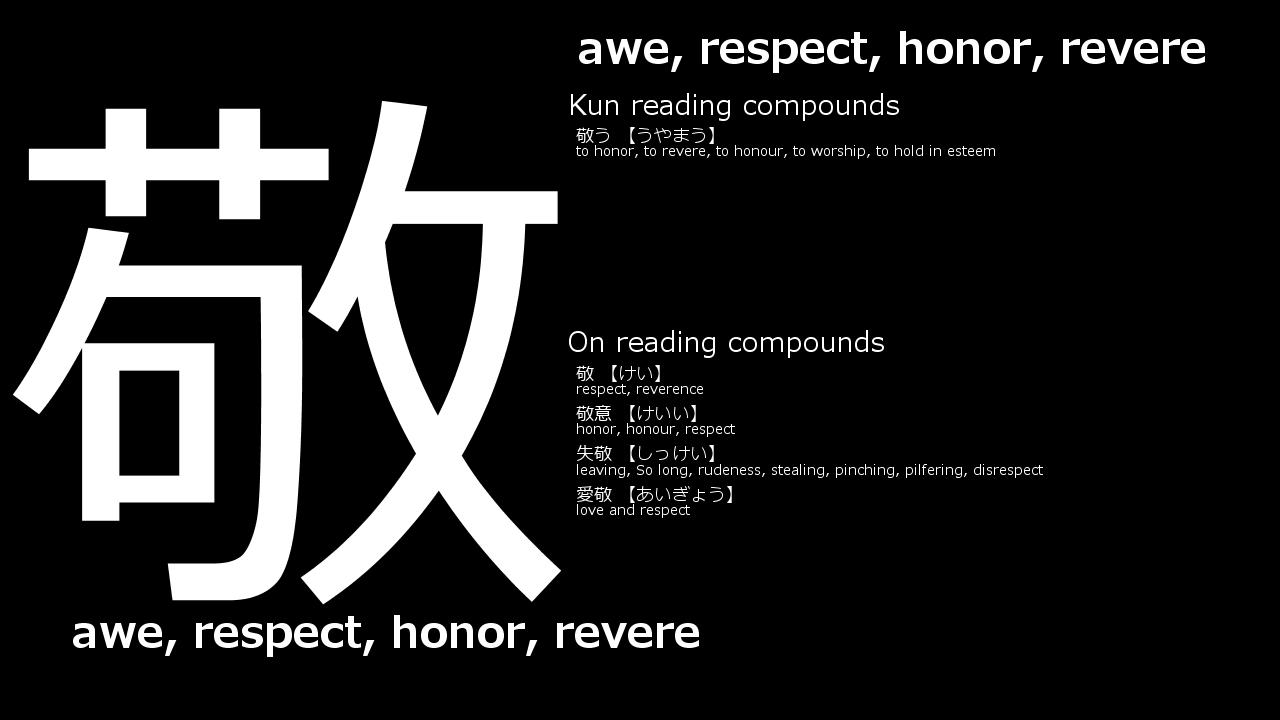 敬
awe, respect, honor, revere
Kun reading compounds
敬う 【うやまう】
to honor, to revere, to honour, to worship, to hold in esteem
On reading compounds
敬 【けい】
respect, reverence
敬意 【けいい】
honor, honour, respect
失敬 【しっけい】
leaving, So long, rudeness, stealing, pinching, pilfering, disrespect
愛敬 【あいぎょう】
love and respect
awe, respect, honor, revere